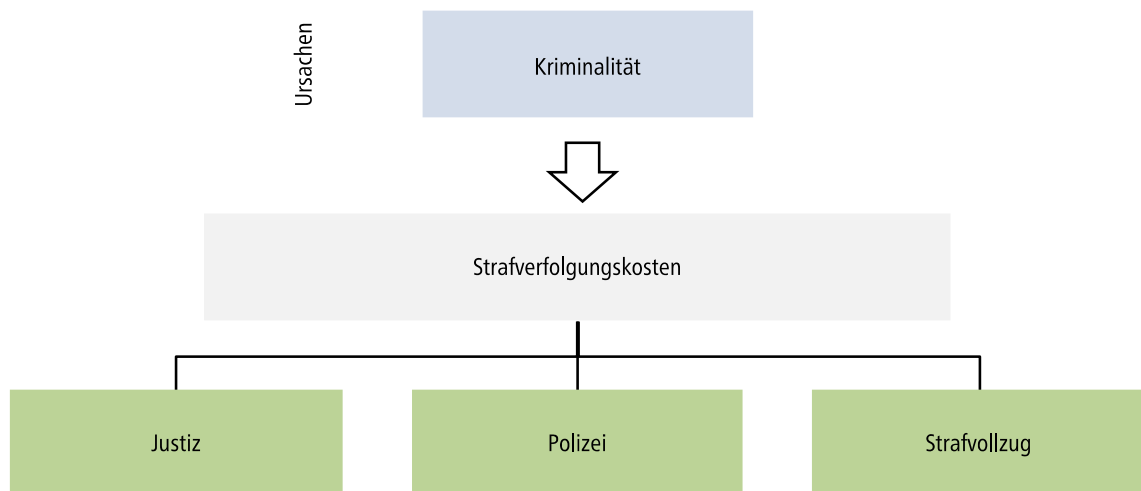 Ursachen
Kriminalität
Strafverfolgungskosten
Justiz
Polizei
Strafvollzug